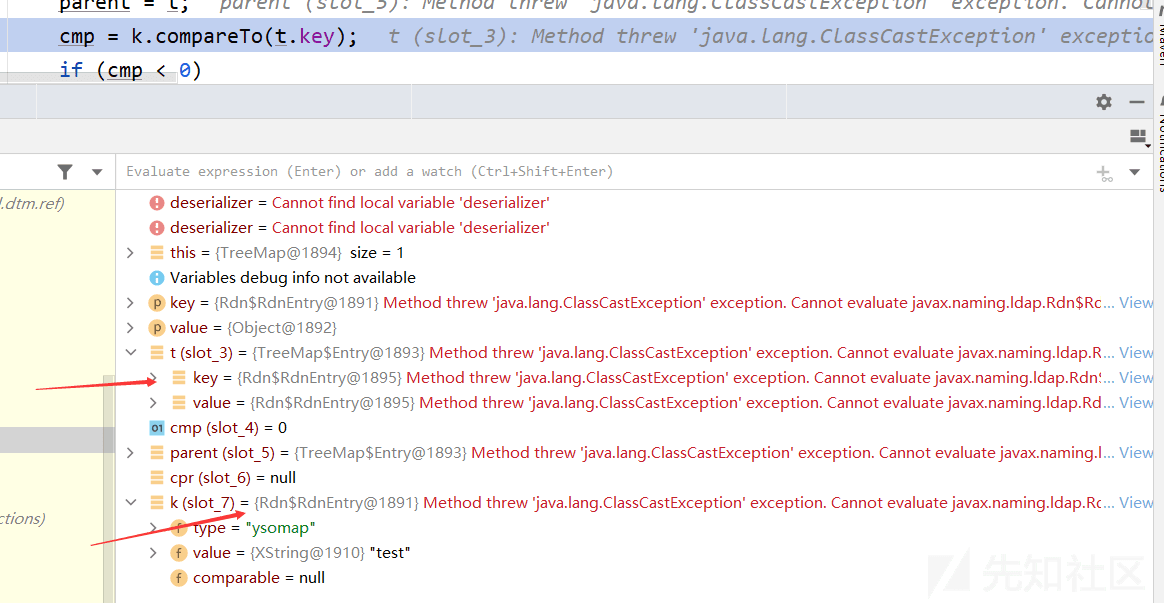 parent = t;   parent (slot_5): Method threw 'java.lang.ClassCastException' exception. Cannot
cmp = k.compareTo(t.key);   t (slot_3): Method threw 'java.lang.ClassCastException' exceptio
if (cmp < 0)
Maven
Notifications
Evaluate expression (Enter) or add a watch (Ctrl+Shift+Enter)
.dtm.ref)
deserializer = Cannot find local variable 'deserializer'
deserializer = Cannot find local variable 'deserializer'
this = {TreeMap@1894} size = 1
Variables debug info not available
key = {Rdn$RdnEntry@1891} Method threw 'java.lang.ClassCastException' exception. Cannot evaluate javax.naming.ldap.Rdn$Rc... View
value = {Object@1892}
t (slot_3) = {TreeMap$Entry@1893} Method threw 'java.lang.ClassCastException' exception. Cannot evaluate javax.naming.ldap.R... View
key = {Rdn$RdnEntry@1895} Method threw 'java.lang.ClassCastException' exception. Cannot evaluate javax.naming.ldap.Rdn$... View
value = {Rdn$RdnEntry@1895} Method threw 'java.lang.ClassCastException' exception. Cannot evaluate javax.naming.ldap.Rd... View
01 cmp (slot_4) = 0
parent (slot_5) = {TreeMap$Entry@1893} Method threw 'java.lang.ClassCastException' exception. Cannot evaluate javax.naming.l... View
cpr (slot_6) = null
k (slot_7) = {Rdn$RdnEntry@1891} Method threw 'java.lang.ClassCastException' exception. Cannot evaluate javax.naming.ldap.Rc... View
ctions)
type = "ysomap"
value = {XString@1910} "test"
comparable = null
先知社区